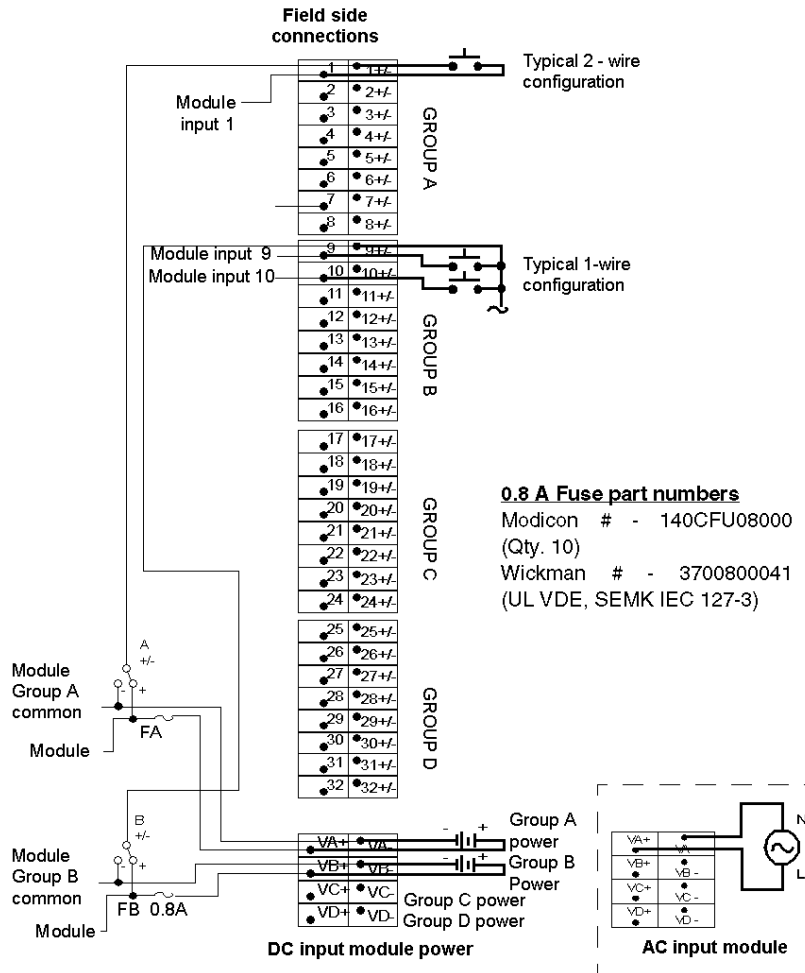 Field side
connections
Typical 2 - wire
configuration
Module
input 1
1 1+/-
2 2+/-
3 3+/-
4 4+/-
5 5+/-
6 6+/-
7 7+/-
8 8+/-
GROUP A
Module input 9
Module input 10
9 9+/-
10 10+/-
11 11+/-
12 12+/-
13 13+/-
14 14+/-
15 15+/-
16 16+/-
GROUP B
Typical 1-wire
configuration
17 17+/-
18 18+/-
19 19+/-
20 20+/-
21 21+/-
22 22+/-
23 23+/-
24 24+/-
GROUP C
0.8 A Fuse part numbers
Modicon # - 140CFU08000
(Qty. 10)
Wickman # - 3700800041
(UL VDE, SEMK IEC 127-3)
25 25+/-
26 26+/-
27 27+/-
28 28+/-
29 29+/-
30 30+/-
31 31+/-
32 32+/-
GROUP D
A
+/-
- +
Module
Group A
common
Module
FA
B
+/-
- +
Module
Group B
common
Module
FB 0.8A
VA+ VA-
VB+ VB-
VC+ VC-
VD+ VD-
- +
Group A
power
- +
Group B
Power
Group C power
Group D power
DC input module power
VA+ VA
VB+ VB -
VC+ VC -
VD+ VD -
N
L
AC input module